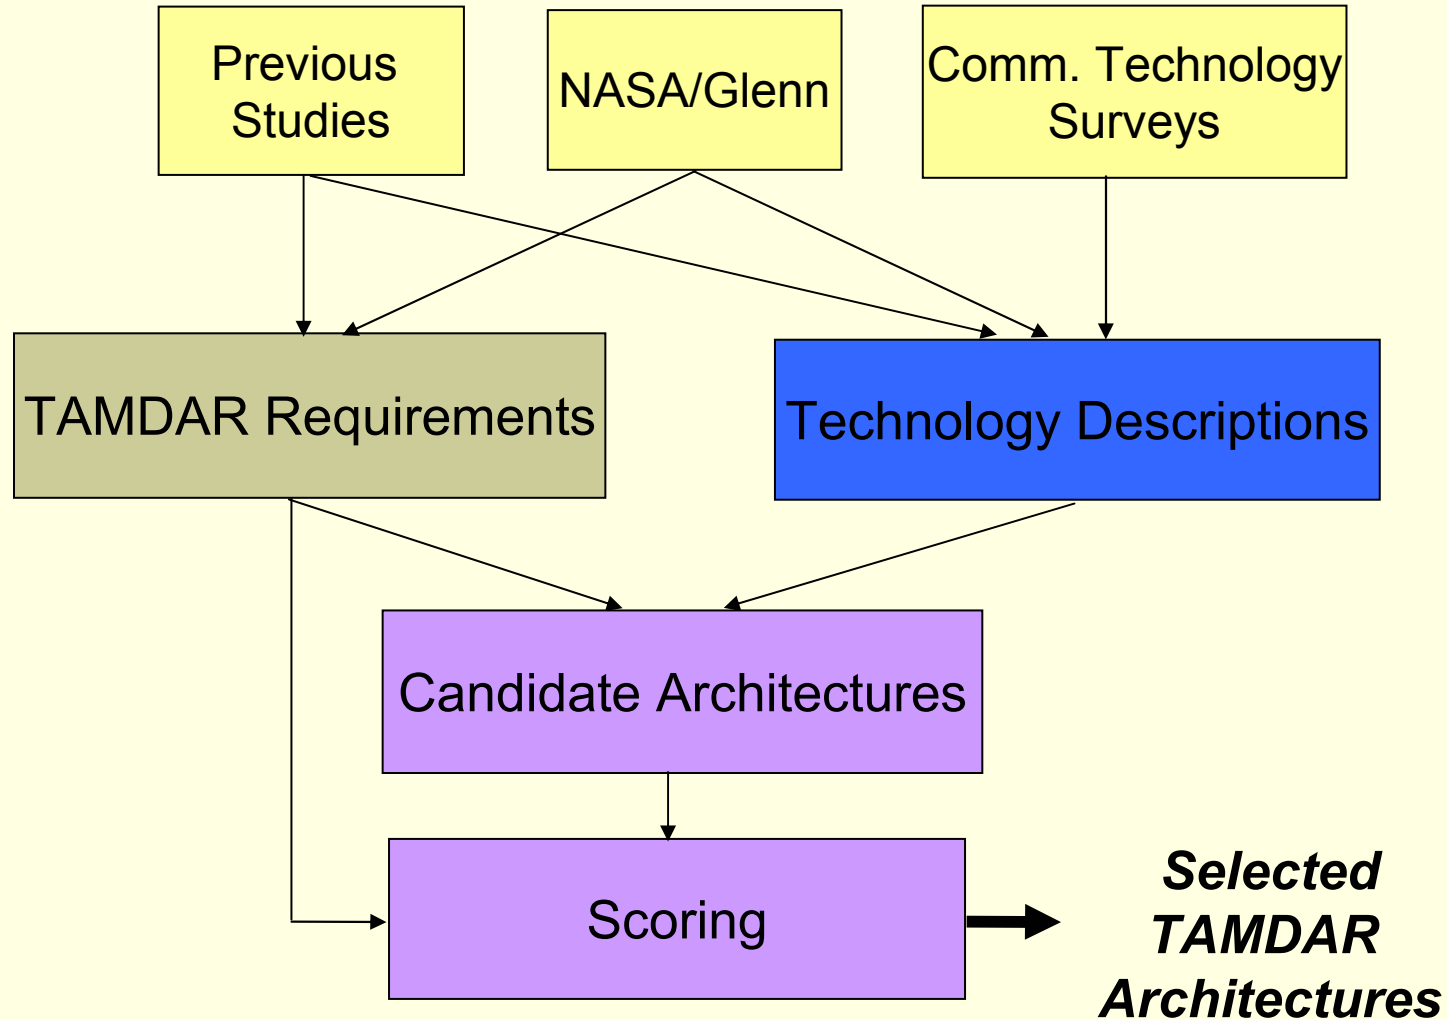 Previous
Studies
NASA/Glenn
Comm. Technology
Surveys
TAMDAR Requirements
Technology Descriptions
Candidate Architectures
Scoring
Selected
TAMDAR
Architectures